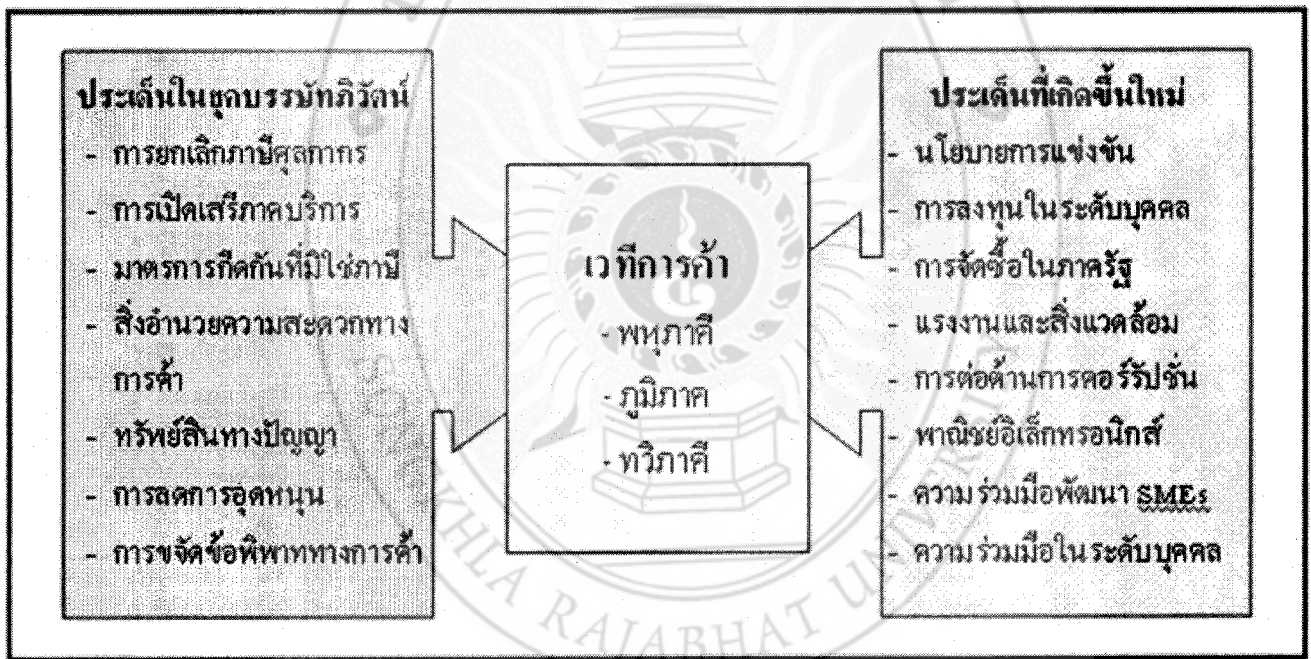 ประเด็นในยุคบรรษัทภิวัตน์
- การยกเลิกภาษีศุลกากร
- การเปิดเสรีภาคบริการ
- มาตรการกีดกันที่มิใช่ภาษี
- สิ่งอำนวยความสะดวกทาง
การค้า
- ทรัพย์สินทางปัญญา
- การลดการอุดหนุน
- การขจัดข้อพิพาททางการค้า
เวทีการค้า
- พหุภาคี
- ภูมิภาค
- ทวิภาคี
ประเด็นที่เกิดขึ้นใหม่
- นโยบายการแข่งขัน
- การลงทุนในระดับบุคคล
- การจัดซื้อในภาครัฐ
- แรงงานและสิ่งแวดล้อม
- การต่อต้านการคอร์รัปชั่น
- พาณิชย์อิเล็กทรอนิกส์
- ความร่วมมือพัฒนา SMEs
- ความร่วมมือในระดับบุคคล
RAJABHAT UNIVERSITY